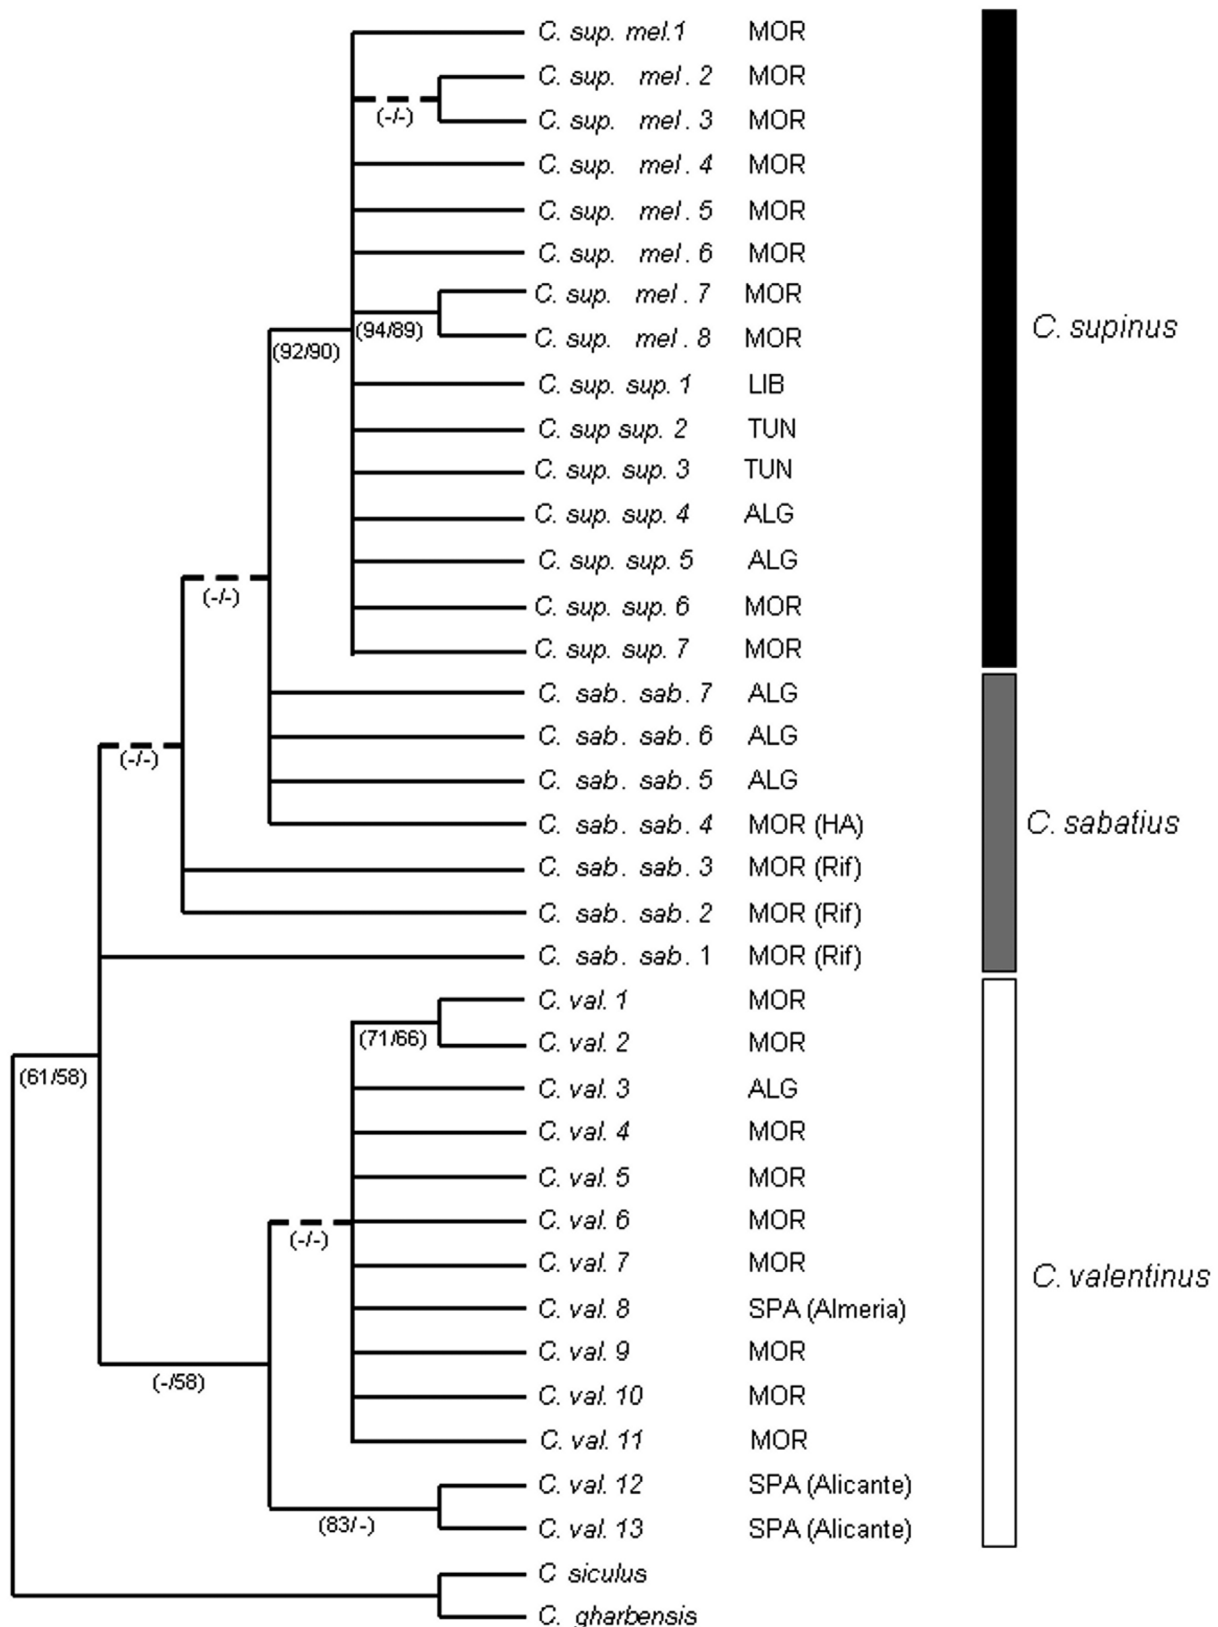 C. sup. mel.1 MOR
C. sup. mel. 2 MOR
(-/-)
C. sup. mel. 3 MOR
C. sup. mel. 4 MOR
C. sup. mel. 5 MOR
C. sup. mel. 6 MOR
C. sup. mel. 7 MOR
(94/89)
C. supinus
C. sup. mel. 8 MOR
(92/90)
C. sup. sup. 1 LIB
C. sup sup. 2 TUN
C. sup. sup. 3 TUN
C. sup. sup. 4 ALG
C. sup. sup. 5 ALG
(-/-)
C. sup. sup. 6 MOR
C. sup. sup. 7 MOR
C. sab. sab. 7 ALG
C. sab. sab. 6 ALG
(-/-)
C. sab. sab. 5 ALG
C. sab. sab. 4 MOR (HA)
C. sabatius
C. sab. sab. 3 MOR (Rif)
C. sab. sab. 2 MOR (Rif)
C. sab. sab. 1 MOR (Rif)
C. val. 1 MOR
(71/66)
C. val. 2 MOR
(61/58)
C. val. 3 ALG
C. val. 4 MOR
C. val. 5 MOR
C. val. 6 MOR
(-/-)
C. val. 7 MOR
C. valentinus
C. val. 8 SPA (Almeria)
C. val. 9 MOR
(-/58)
C. val. 10 MOR
C. val. 11 MOR
C. val. 12 SPA (Alicante)
(83/-)
C. val. 13 SPA (Alicante)
C siculus
C. gharbensis